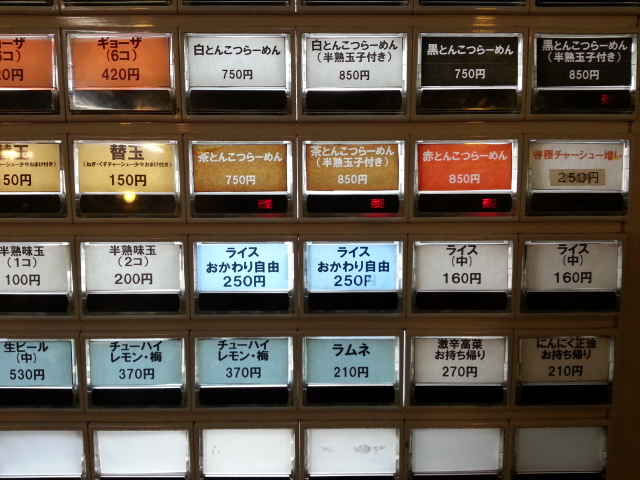 ギョーザ
(6コ)
420円
白とんこつらーめん
750円
白とんこつらーめん
(半熟玉子付き)
850円
黒とんこつらーめん
750円
黒とんこつらーめん
(半熟玉子付き)
850円
替玉
150円
茶とんこつらーめん
750円
売切
茶とんこつらーめん
(半熟玉子付き)
850円
売切
赤とんこつらーめん
850円
売切
各種チャーシュー増し
250円
半熟味玉
(1コ)
100円
半熟味玉
(2コ)
200円
ライス
おかわり自由
250円
ライス
おかわり自由
250円
ライス
(中)
160円
ライス
(中)
160円
生ビール
(中)
530円
チューハイ
レモン・梅
370円
チューハイ
レモン・梅
370円
ラムネ
210円
激辛高菜
お持ち帰り
270円
にんにく正油
お持ち帰り
210円